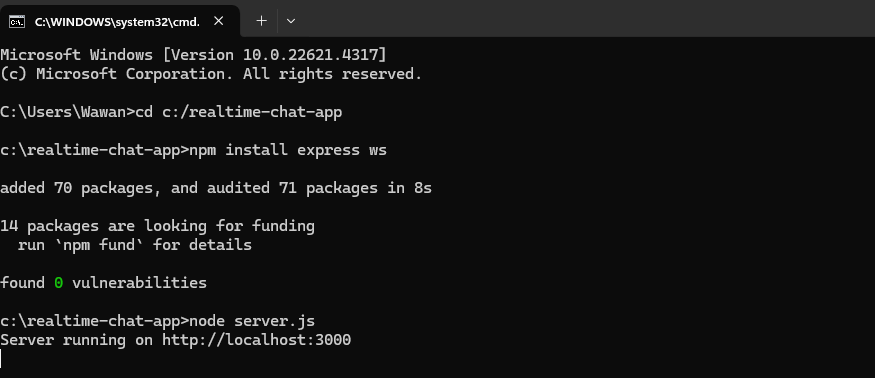 C:\WINDOWS\system32\cmd.
Microsoft Windows [Version 10.0.22621.4317]
(c) Microsoft Corporation. All rights reserved.
C:\Users\Wawan>cd c:/realtime-chat-app
c:\realtime-chat-app>npm install express ws
added 70 packages, and audited 71 packages in 8s
14 packages are looking for funding
  run `npm fund` for details
found 0 vulnerabilities
c:\realtime-chat-app>node server.js
Server running on http://localhost:3000